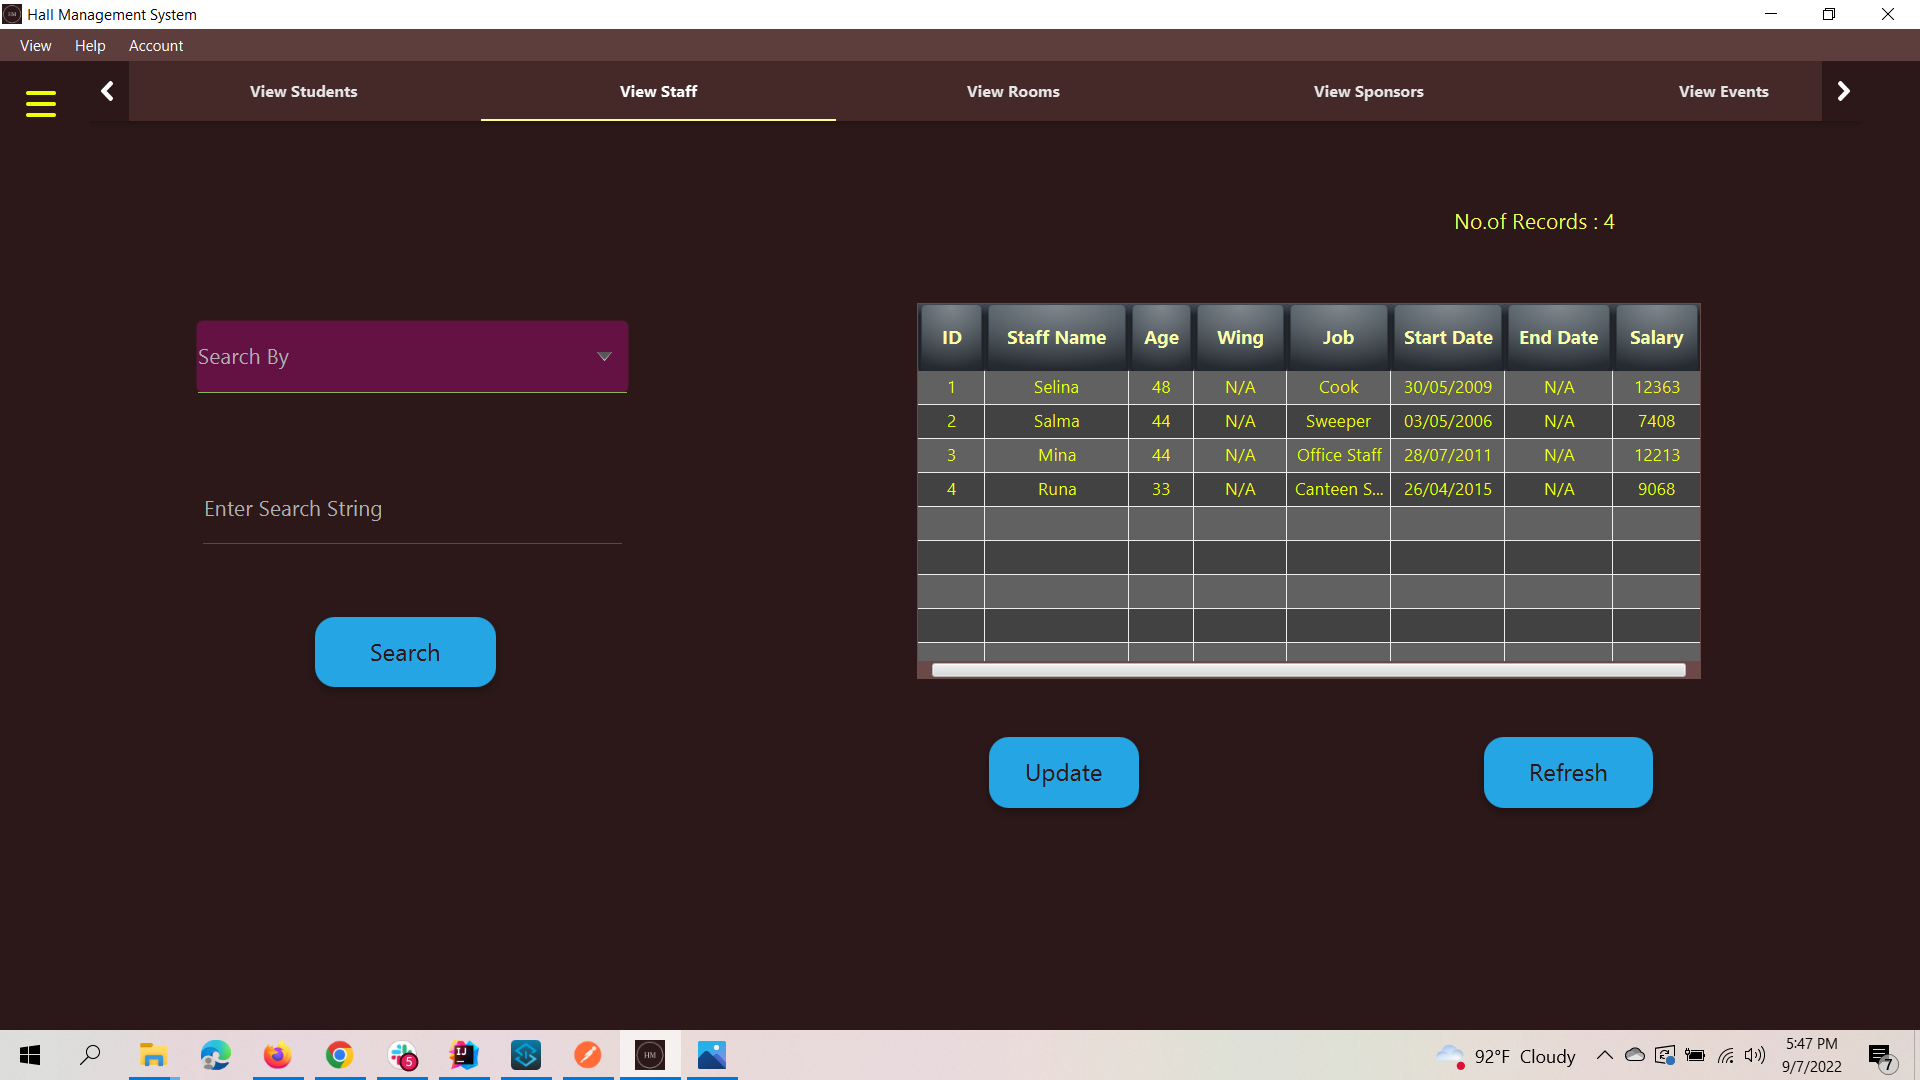 Hall Management System
View Help Account
View Students View Staff View Rooms View Sponsors View Events
No.of Records : 4
Search By
Enter Search String
Search
ID Staff Name Age Wing Job Start Date End Date Salary
1 Selina 48 N/A Cook 30/05/2009 N/A 12363
2 Salma 44 N/A Sweeper 03/05/2006 N/A 7408
3 Mina 44 N/A Office Staff 28/07/2011 N/A 12213
4 Runa 33 N/A Canteen S... 26/04/2015 N/A 9068
Update Refresh
5 IJ HM 92°F Cloudy 5:47 PM
9/7/2022 7